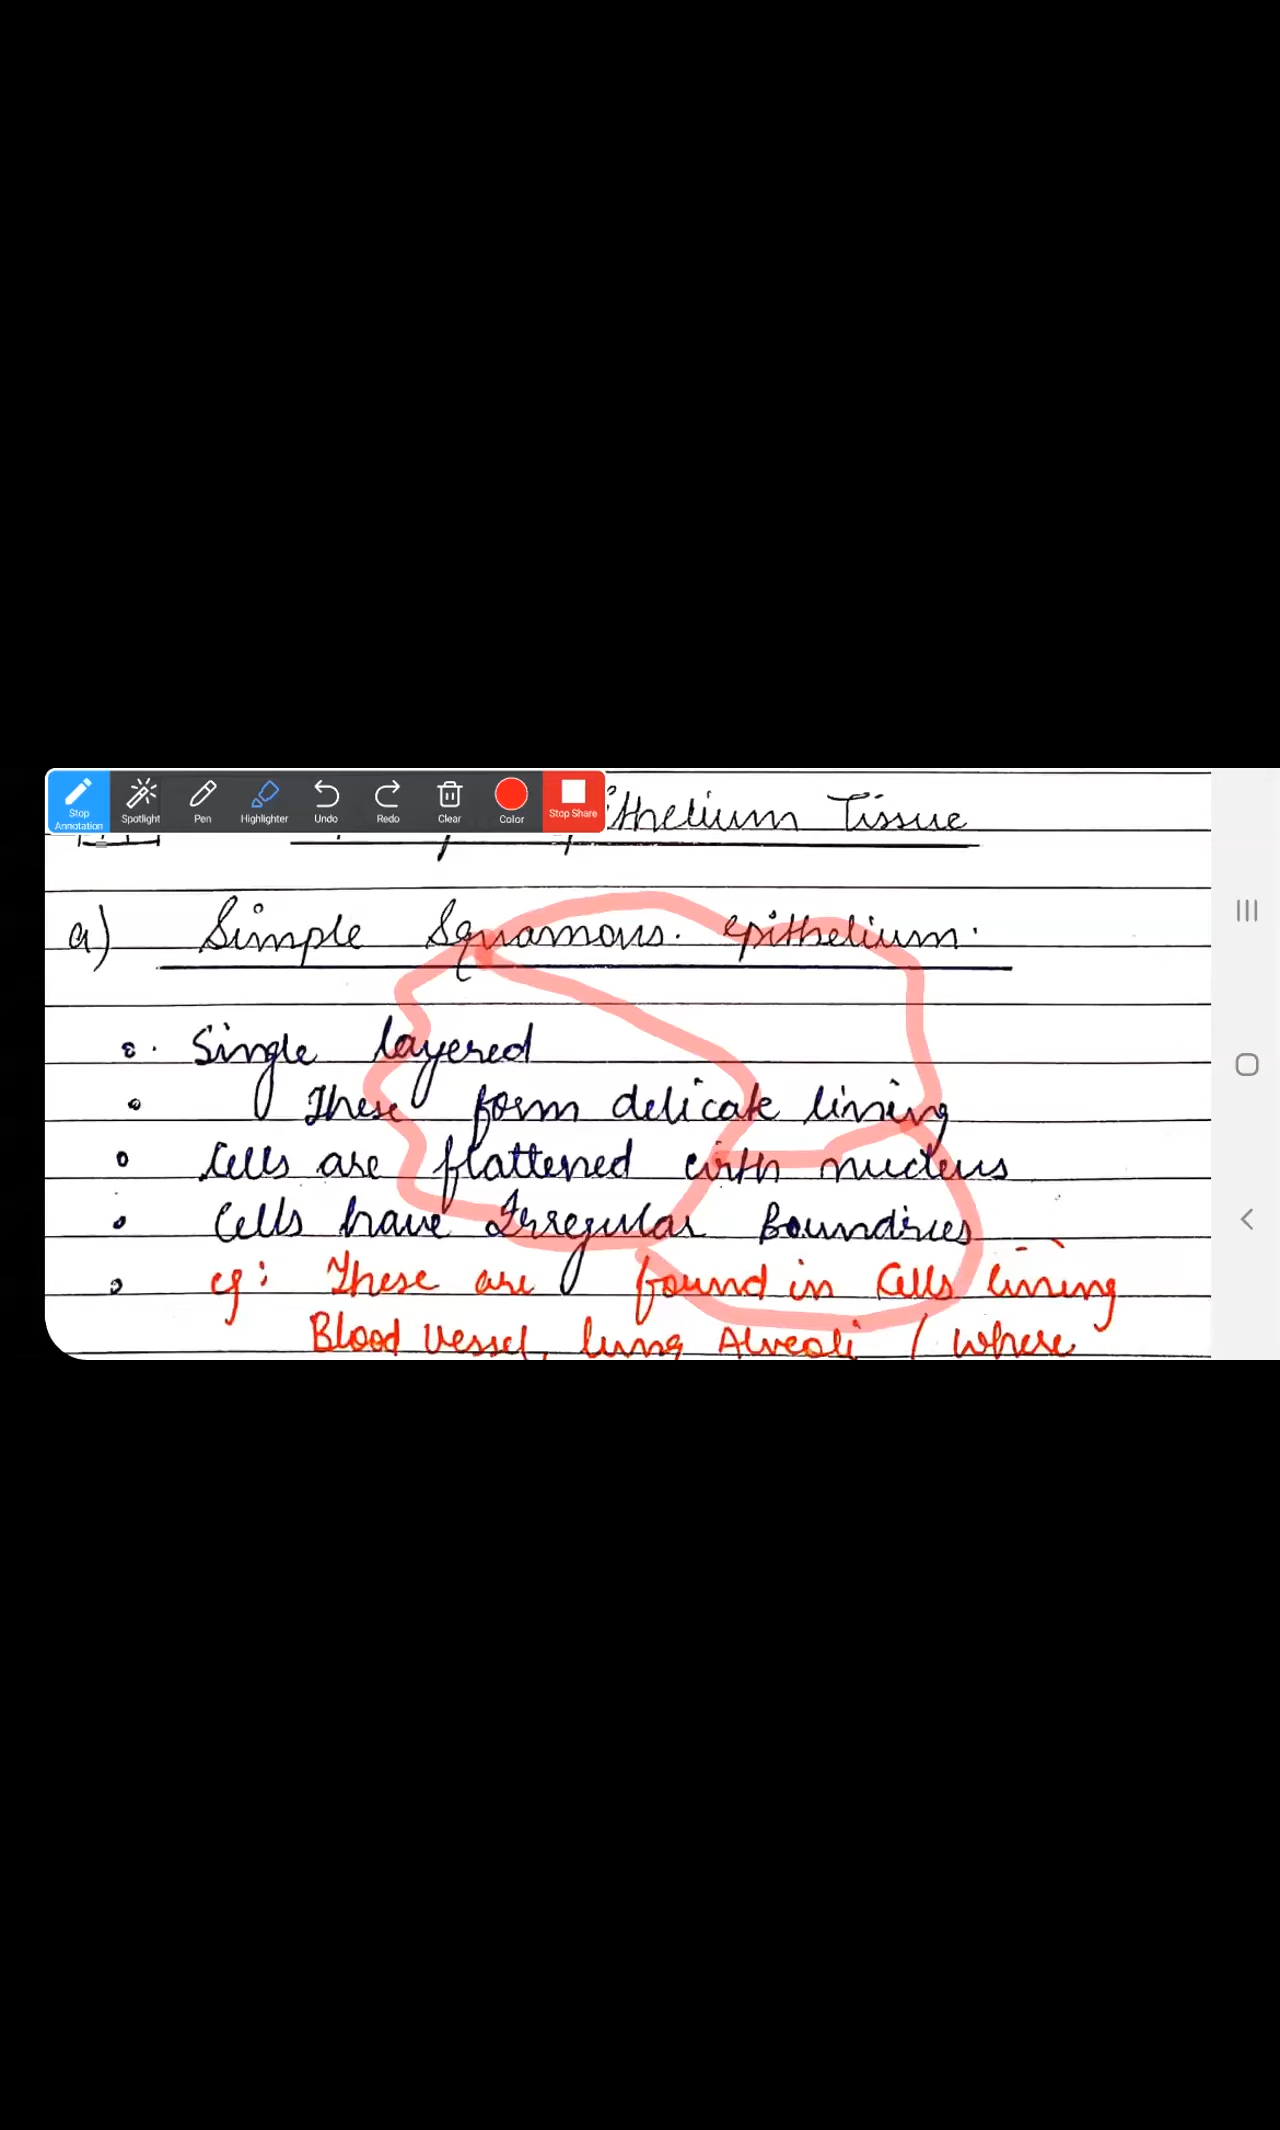 Stop Annotation Spotlight Pen Highlighter Undo Redo Clear Color Stop Share
ithelium Tissue
a) Simple Squamous. epithelium.
Single layered
These form delicate lining
Cells are flattened with nucleus
Cells have Irregular Boundries
eg: These are found in Cells lining
Blood vessel, lung Alveoli / where